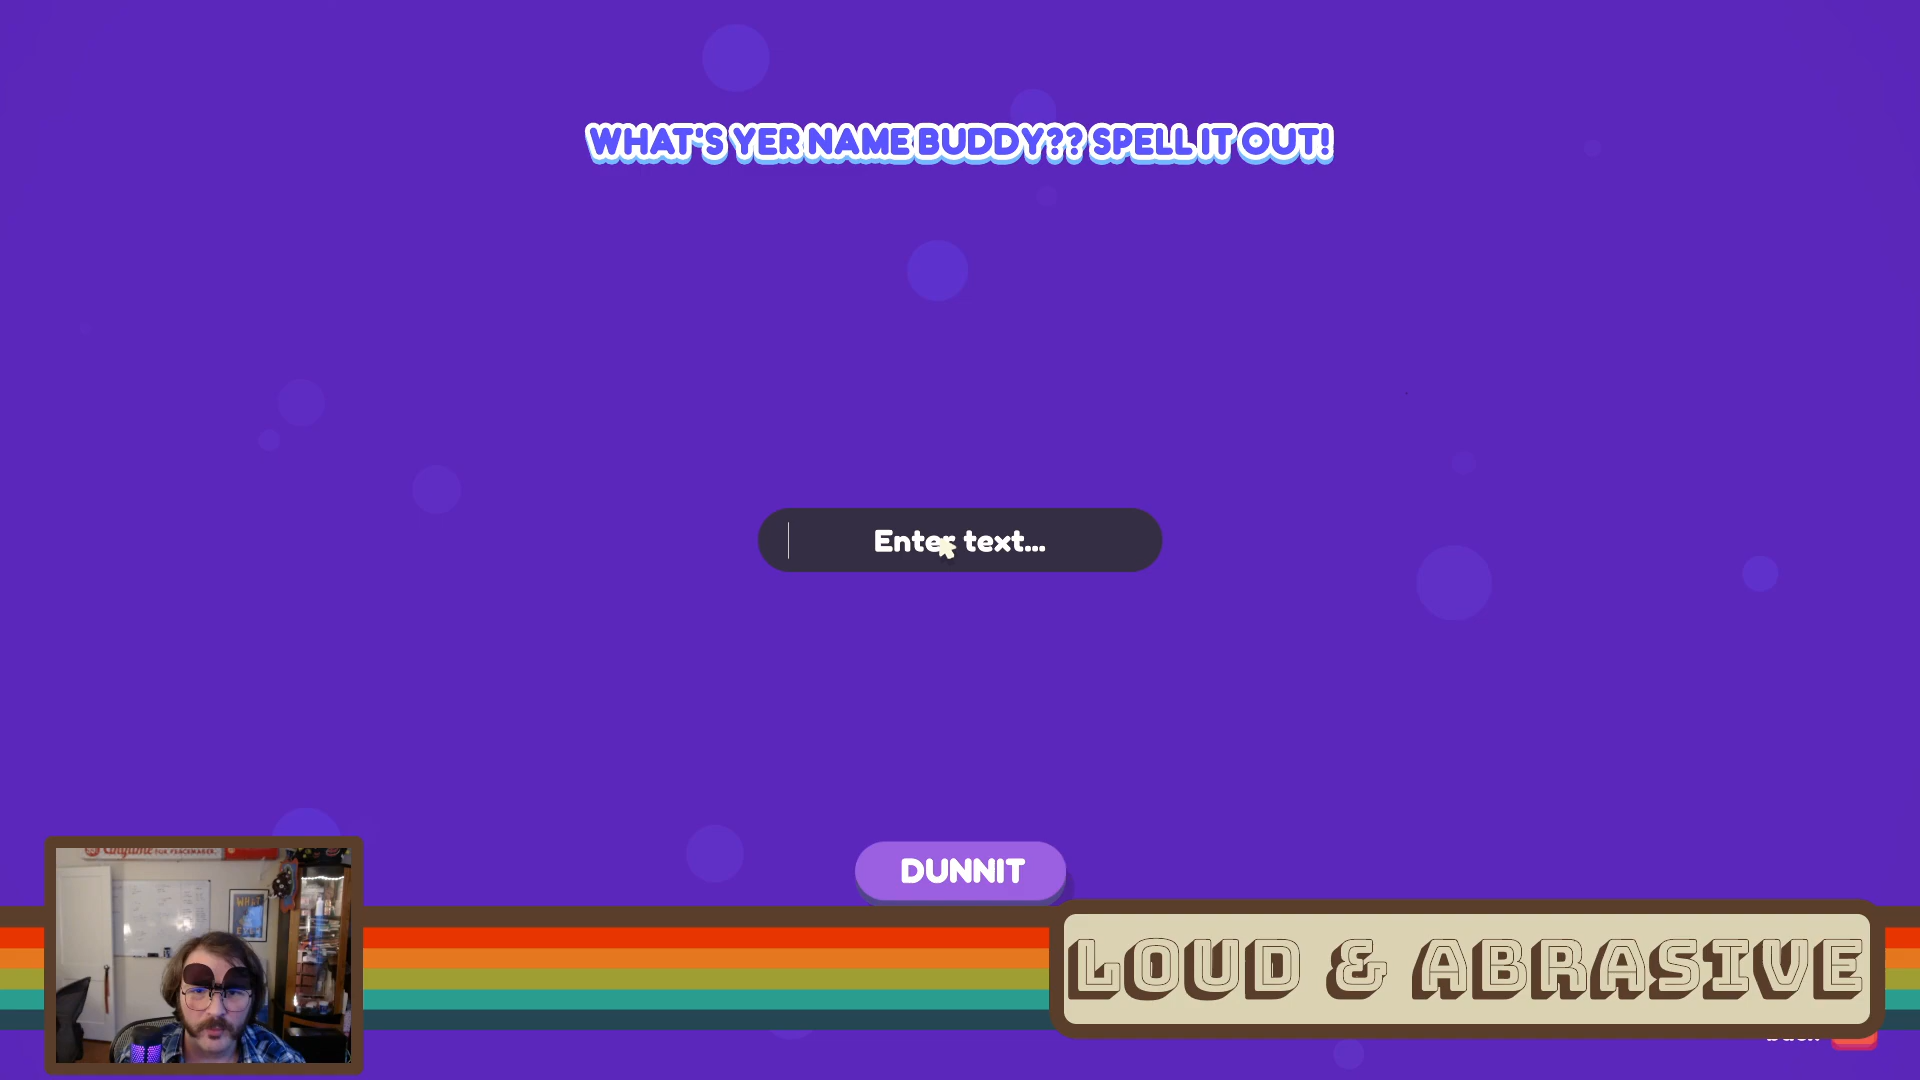 WHAT'S YER NAME BUDDY?? SPELL IT OUT!
Enter text...
DUNNIT
LOUD & ABRASIVE